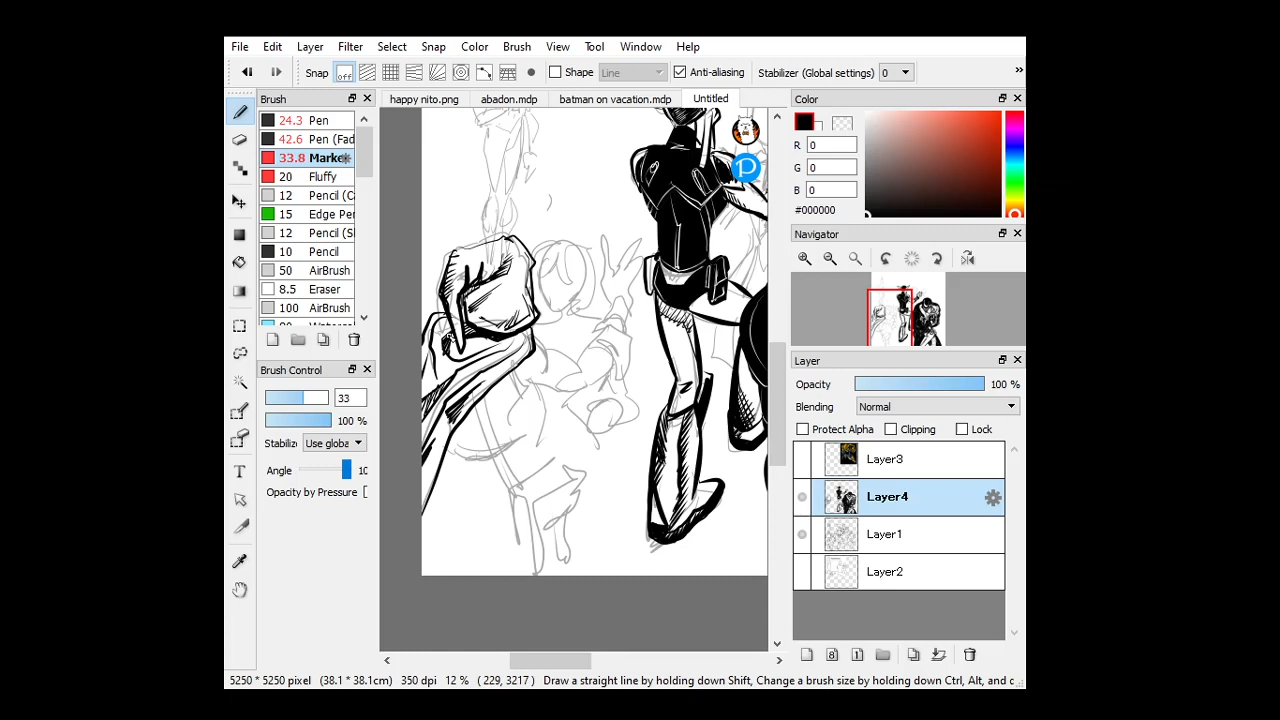 File Edit Layer Filter Select Snap Color Brush View Tool Window Help
Snap off Shape Line Anti-aliasing Stabilizer (Global settings) 0 »
Brush
happy nito.png abadon.mdp batman on vacation.mdp Untitled
Color
24.3 Pen
42.6 Pen (Fad
33.8 Marke
20 Fluffy
12 Pencil (C
15 Edge Pen
12 Pencil (S
10 Pencil
50 AirBrush
8.5 Eraser
100 AirBrush
R 0
G 0
B 0
#000000
Navigator
Brush Control
33
100 %
Stabiliz Use globa
Angle 10
Opacity by Pressure
Layer
Opacity 100 %
Blending Normal
Protect Alpha Clipping Lock
Layer3
Layer4
Layer1
Layer2
8 1
T
P
5250 * 5250 pixel (38.1 * 38.1cm) 350 dpi 12 % ( 229, 3217 ) Draw a straight line by holding down Shift, Change a brush size by holding down Ctrl, Alt, and